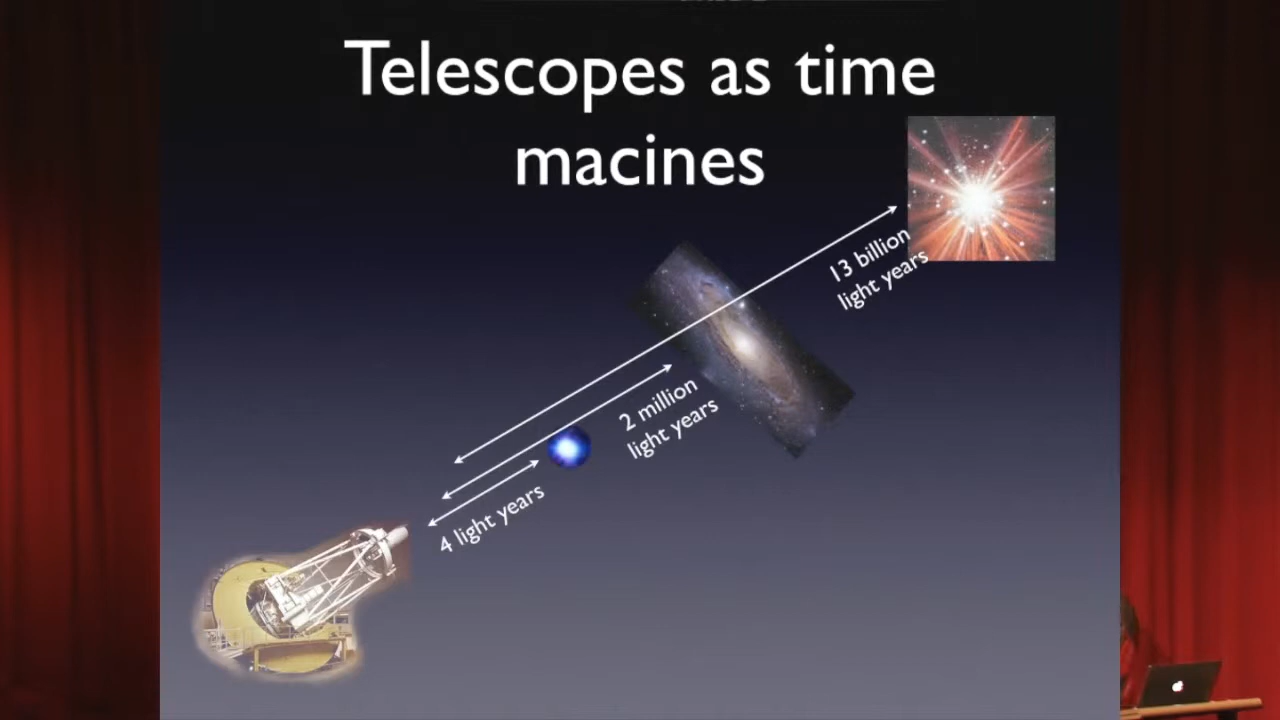 Telescopes as time
macines
13 billion
light years
2 million
light years
4 light years